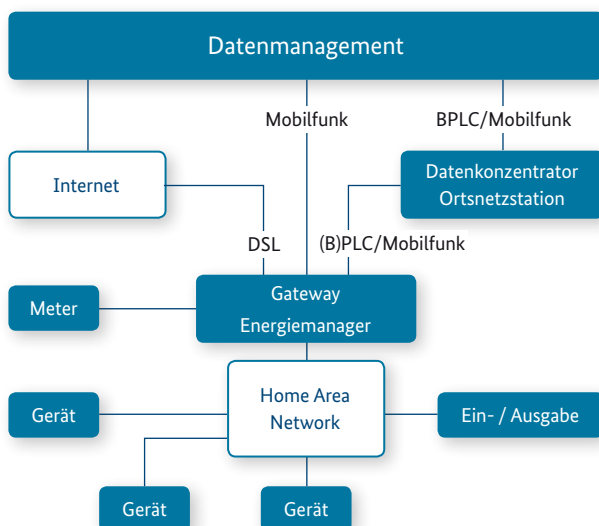 Datenmanagement
Mobilfunk
BPLC/Mobilfunk
Internet
Datenkonzentrator
Ortsnetzstation
DSL
(B)PLC/Mobilfunk
Meter
Gateway
Energiemanager
Gerät
Home Area
Network
Ein- / Ausgabe
Gerät
Gerät